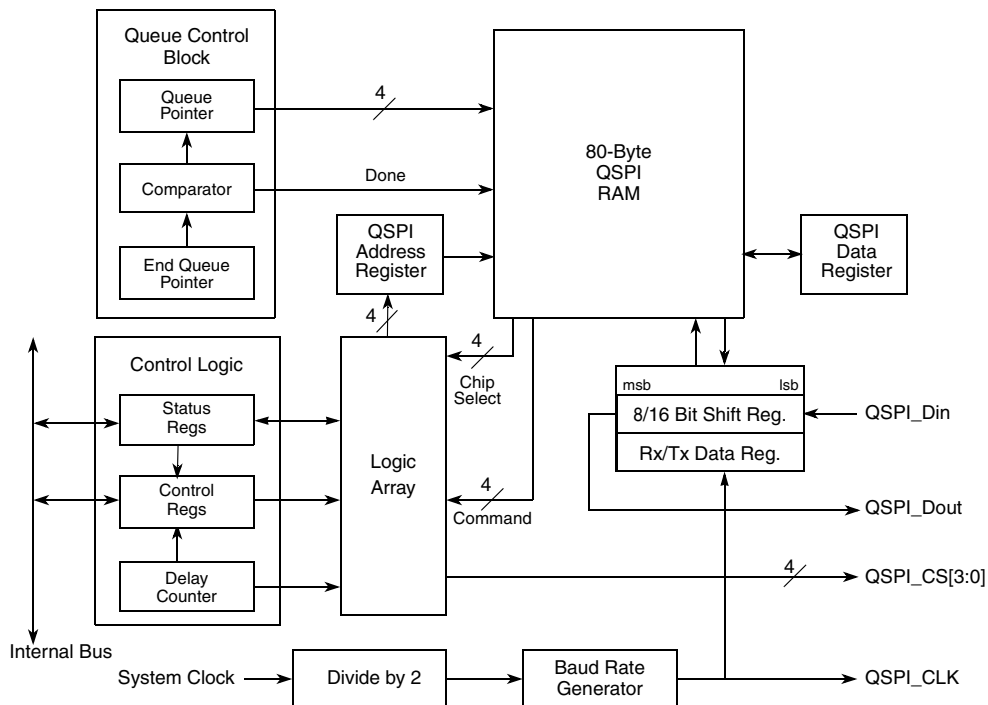 Queue Control
Block
Queue
Pointer
4
Comparator
Done
End Queue
Pointer
80-Byte
QSPI
RAM
QSPI
Address
Register
QSPI
Data
Register
4
4
Chip
Select
Control Logic
Status
Regs
Control
Regs
Delay
Counter
Logic
Array
4
Command
msb
lsb
8/16 Bit Shift Reg.
Rx/Tx Data Reg.
QSPI_Din
QSPI_Dout
4
QSPI_CS[3:0]
Internal Bus
System Clock
Divide by 2
Baud Rate
Generator
QSPI_CLK